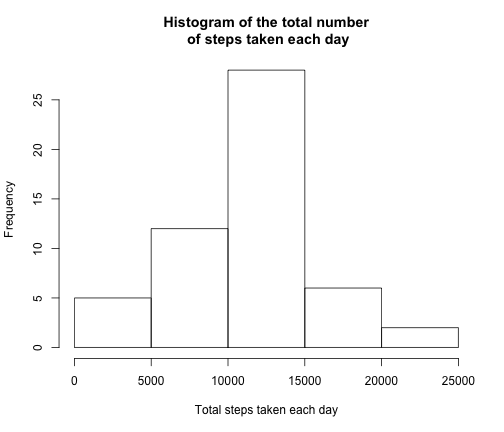 Histogram of the total number
of steps taken each day
Frequency
25
20
15
10
5
0
0 5000 10000 15000 20000 25000
Total steps taken each day